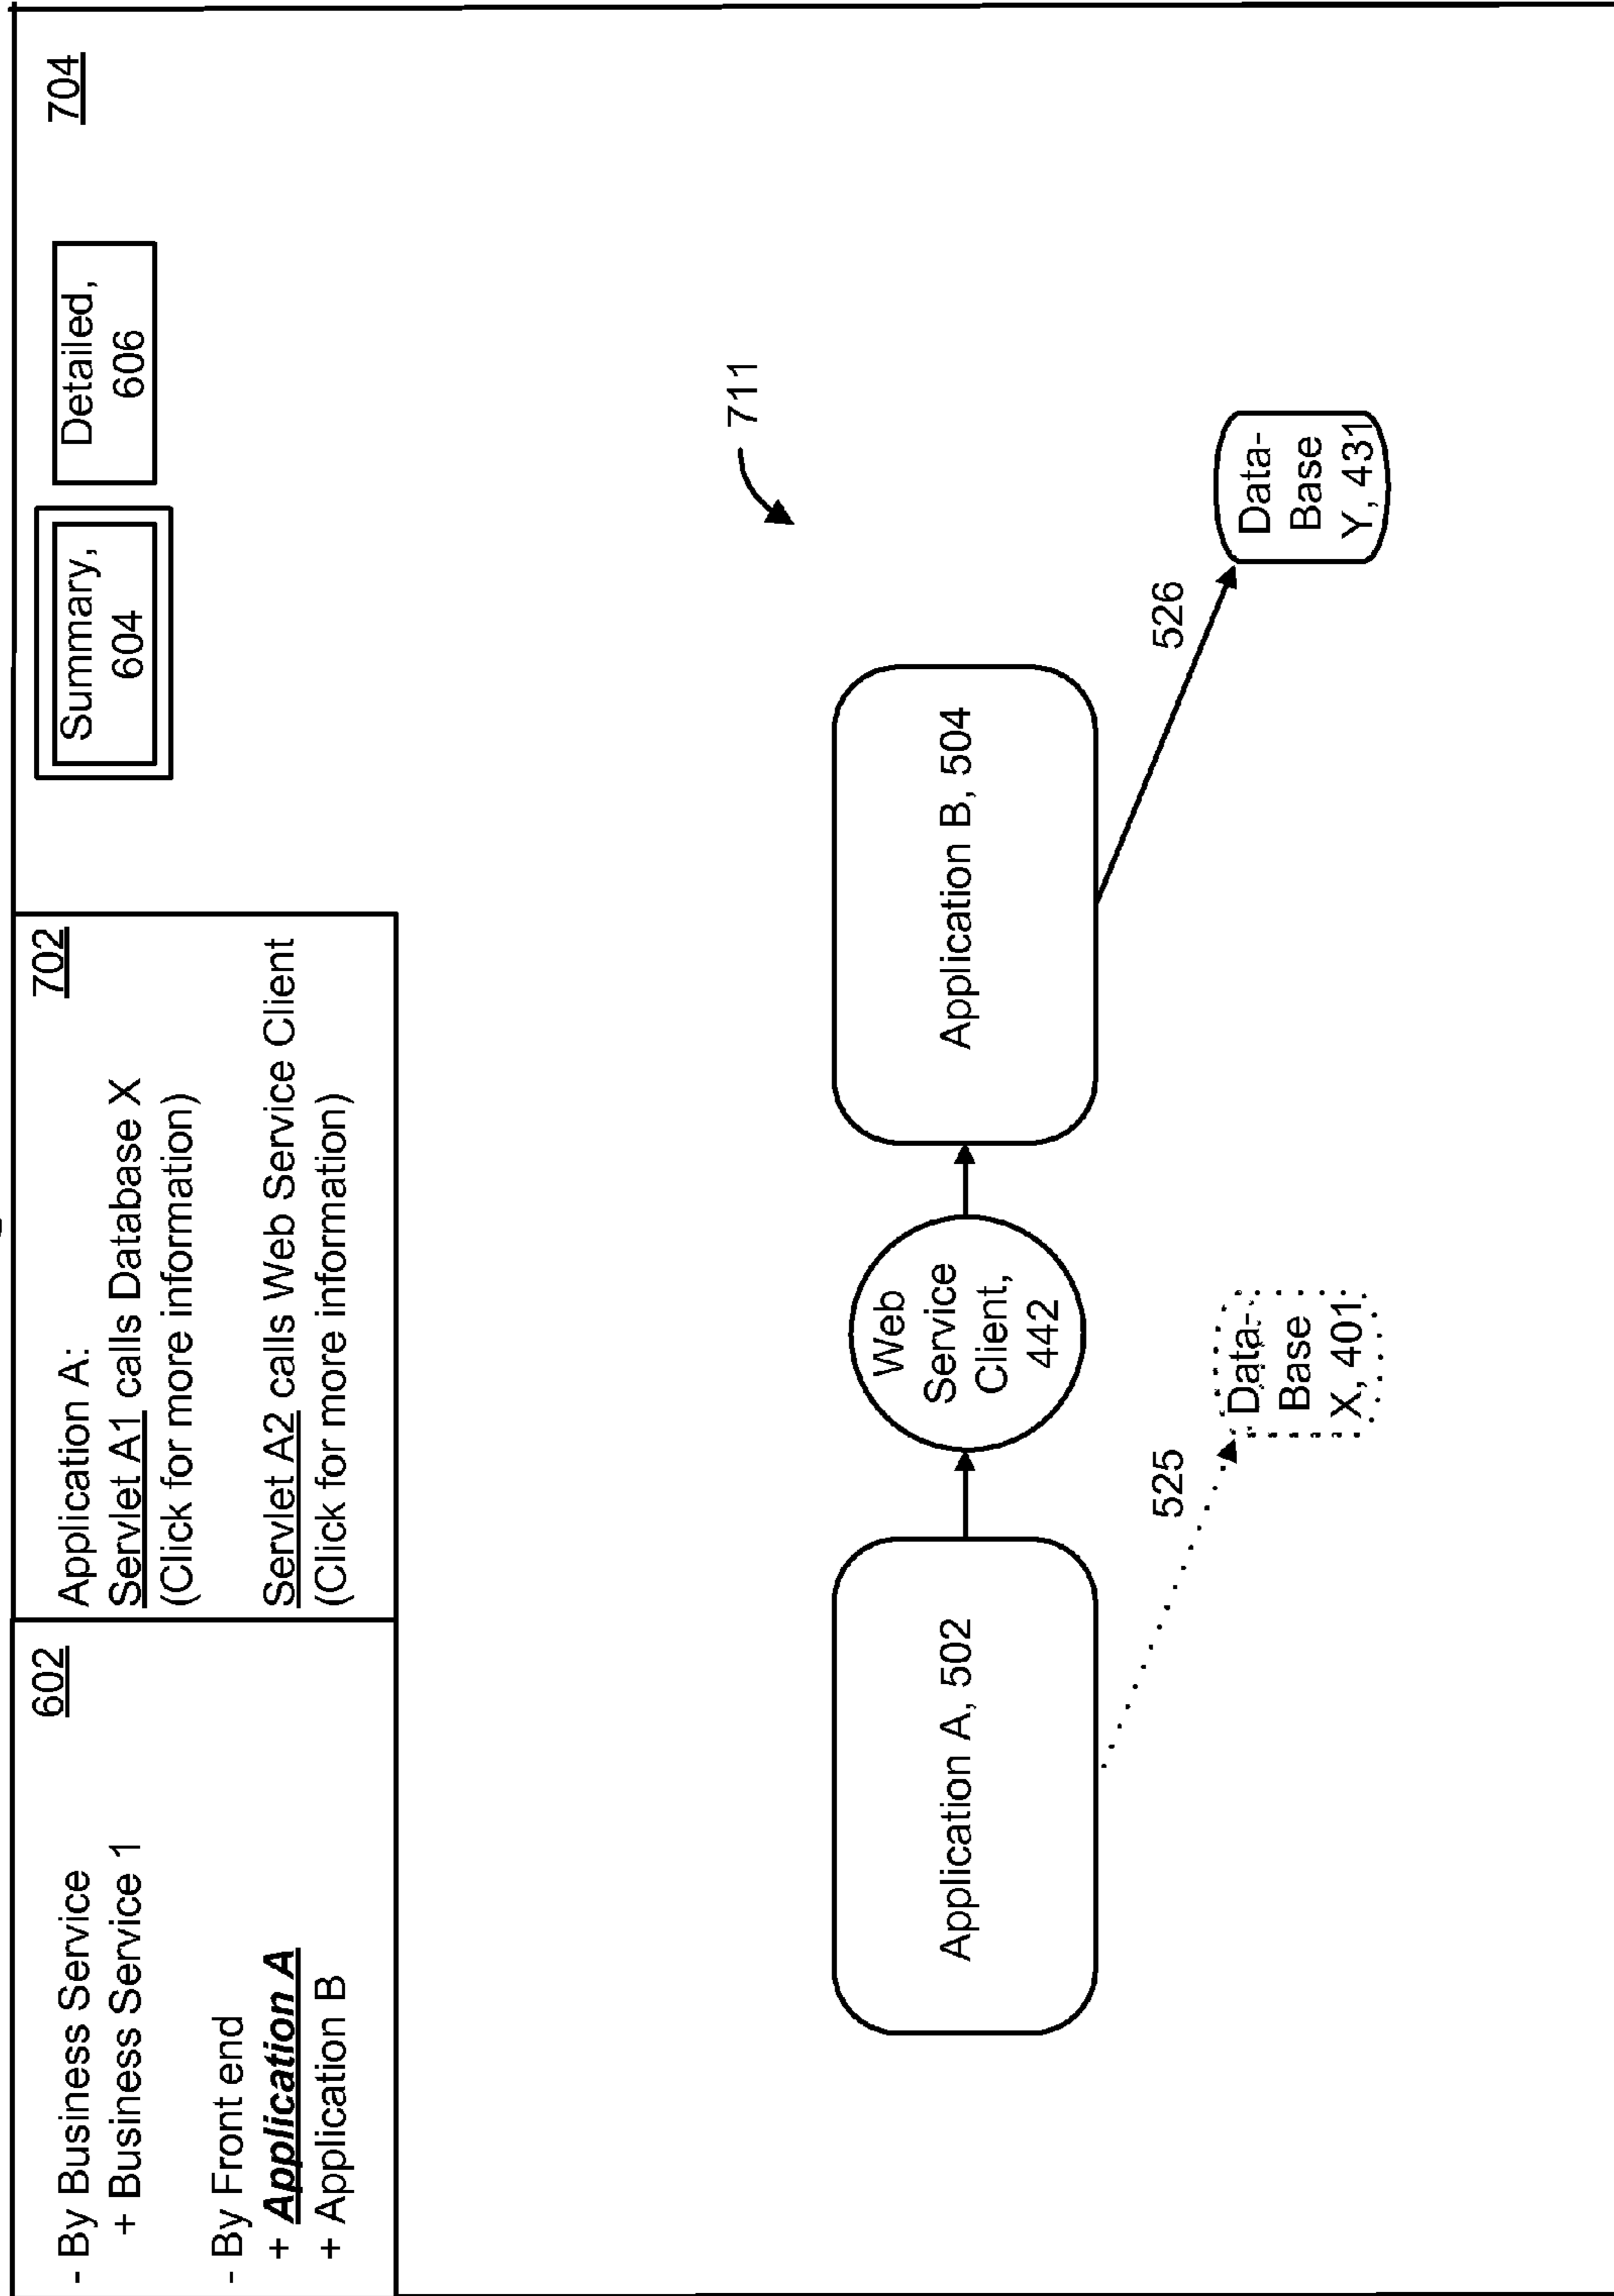 602
- By Business Service
+ Business Service 1
- By Front end
+ Application A
+ Application B
702
Application A:
Servlet A1 calls Database X
(Click for more information)
Servlet A2 calls Web Service Client
(Click for more information)
Summary,
604
Detailed,
606
704
711
Application A, 502
Web
Service
Client,
442
Application B, 504
525
526
Data-
Base
X, 401
Data-
Base
Y, 431